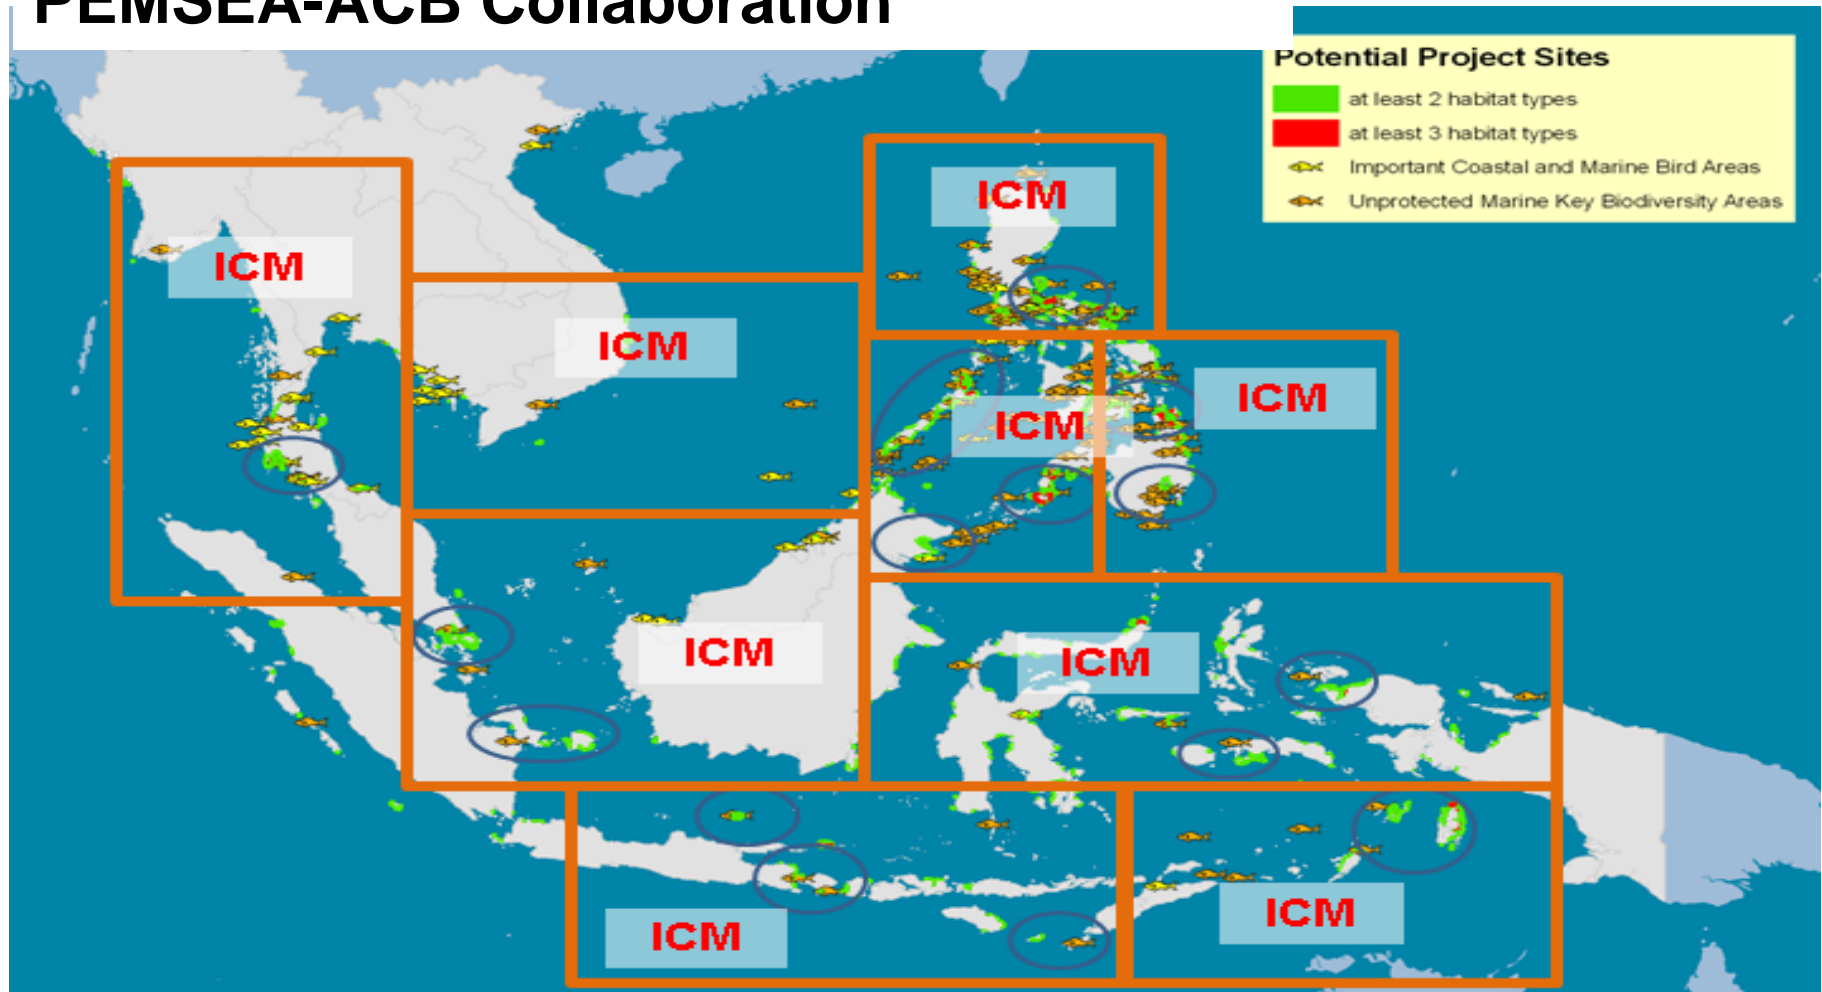 PEMSEA-ACB Collaboration
Potential Project Sites
at least 2 habitat types
at least 3 habitat types
Important Coastal and Marine Bird Areas
Unprotected Marine Key Biodiversity Areas
ICM
ICM
ICM
ICM
ICM
ICM
ICM
ICM
ICM